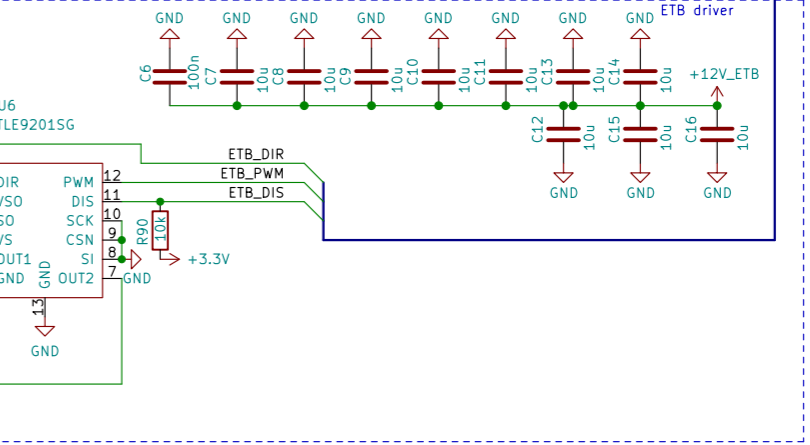 ETB driver
GND GND GND GND GND GND GND GND
C6 100n C7 10u C8 10u C9 10u C10 10u C11 10u C13 10u C14 10u
+12V_ETB
C12 10u C15 10u C16 10u
GND GND GND
U6
TLE9201SG
ETB_DIR
ETB_PWM
ETB_DIS
DIR PWM 12
VSO DIS 11
SO SCK 10
VS CSN 9
OUT1 SI 8
GND OUT2 7
GND
13
GND
GND
R90 10k
+3.3V